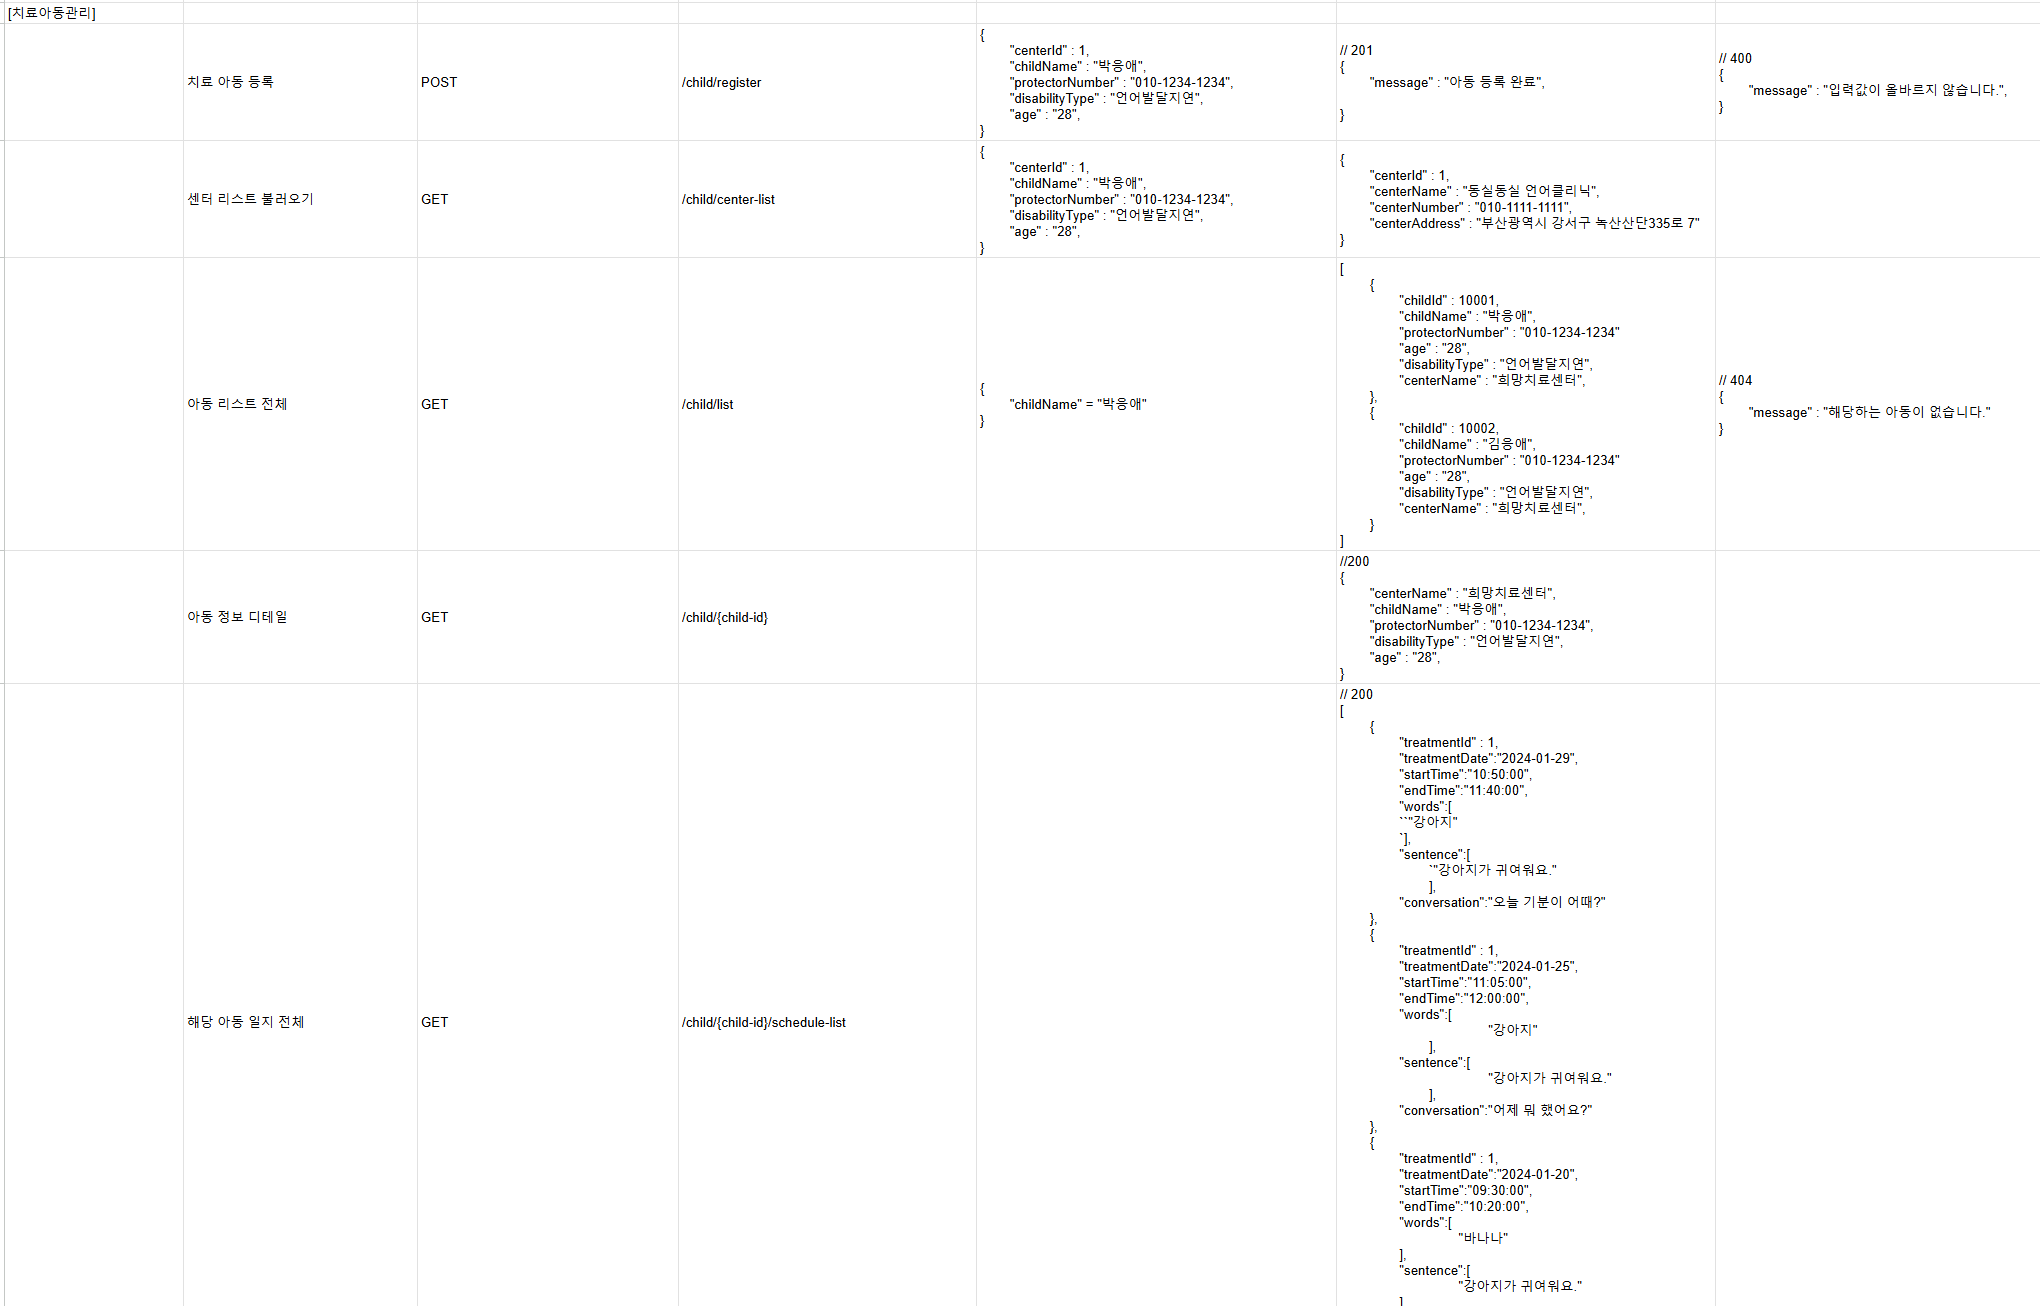 [치료아동관리]
치료 아동 등록
POST
/child/register
{
"centerId" : 1,
"childName" : "박응애",
"protectorNumber" : "010-1234-1234",
"disabilityType" : "언어발달지연",
"age" : "28",
}
// 201
{
"message" : "아동 등록 완료",
}
// 400
{
"message" : "입력값이 올바르지 않습니다.",
}
센터 리스트 불러오기
GET
/child/center-list
{
"centerId" : 1,
"childName" : "박응애",
"protectorNumber" : "010-1234-1234",
"disabilityType" : "언어발달지연",
"age" : "28",
}
{
"centerId" : 1,
"centerName" : "동실동실 언어클리닉",
"centerNumber" : "010-1111-1111",
"centerAddress" : "부산광역시 강서구 녹산산단335로 7"
}
아동 리스트 전체
GET
/child/list
{
"childName" = "박응애"
}
[
{
"childId" : 10001,
"childName" : "박응애",
"protectorNumber" : "010-1234-1234"
"age" : "28",
"disabilityType" : "언어발달지연",
"centerName" : "희망치료센터",
},
{
"childId" : 10002,
"childName" : "김응애",
"protectorNumber" : "010-1234-1234"
"age" : "28",
"disabilityType" : "언어발달지연",
"centerName" : "희망치료센터",
}
]
// 404
{
"message" : "해당하는 아동이 없습니다."
}
아동 정보 디테일
GET
/child/{child-id}
//200
{
"centerName" : "희망치료센터",
"childName" : "박응애",
"protectorNumber" : "010-1234-1234",
"disabilityType" : "언어발달지연",
"age" : "28",
}
해당 아동 일지 전체
GET
/child/{child-id}/schedule-list
// 200
[
{
"treatmentId" : 1,
"treatmentDate":"2024-01-29",
"startTime":"10:50:00",
"endTime":"11:40:00",
"words":[
``"강아지"
`],
"sentence":[
`"강아지가 귀여워요."
],
"conversation":"오늘 기분이 어때?"
},
{
"treatmentId" : 1,
"treatmentDate":"2024-01-25",
"startTime":"11:05:00",
"endTime":"12:00:00",
"words":[
"강아지"
],
"sentence":[
"강아지가 귀여워요."
],
"conversation":"어제 뭐 했어요?"
},
{
"treatmentId" : 1,
"treatmentDate":"2024-01-20",
"startTime":"09:30:00",
"endTime":"10:20:00",
"words":[
"바나나"
],
"sentence":[
"강아지가 귀여워요."
]